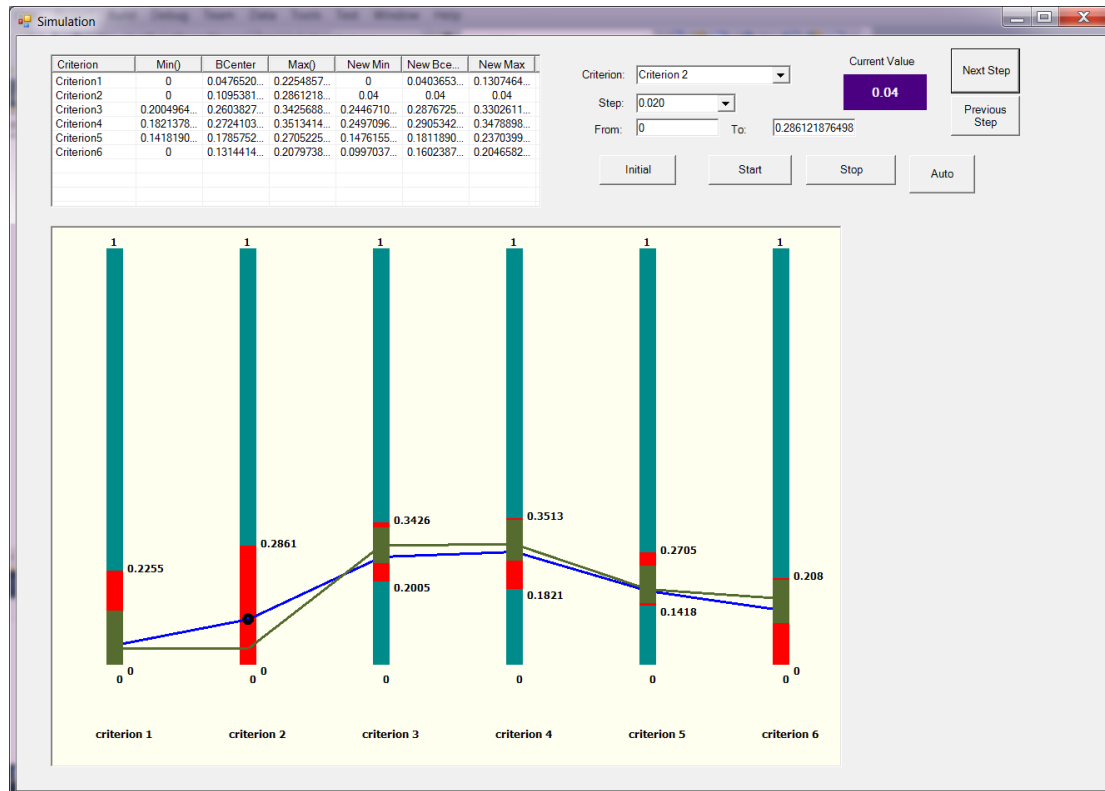 Simulation
Build Debug Team Data Tools Test Window Help
Criterion Min() BCenter Max() New Min New Bce... New Max
Criterion1 0 0.0476520... 0.2254857... 0 0.0403653... 0.1307464...
Criterion2 0 0.1095381... 0.2861218... 0.04 0.04 0.04
Criterion3 0.2004964... 0.2603827... 0.3425688... 0.2446710... 0.2876725... 0.3302611...
Criterion4 0.1821378... 0.2724103... 0.3513414... 0.2497096... 0.2905342... 0.3478898...
Criterion5 0.1418190... 0.1785752... 0.2705225... 0.1476155... 0.1811890... 0.2370399...
Criterion6 0 0.1314414... 0.2079738... 0.0997037... 0.1602387... 0.2046582...
Criterion: Criterion 2
Step: 0.020
From: 0 To: 0.286121876498
Current Value
0.04
Next Step
Previous
Step
Initial Start Stop Auto
1 1 1 1 1 1
0.3426 0.3513
0.2861
0.2705
0.2255 0.208
0.2005 0.1821
0.1418
0 0 0
0 0 0 0 0 0
criterion 1 criterion 2 criterion 3 criterion 4 criterion 5 criterion 6